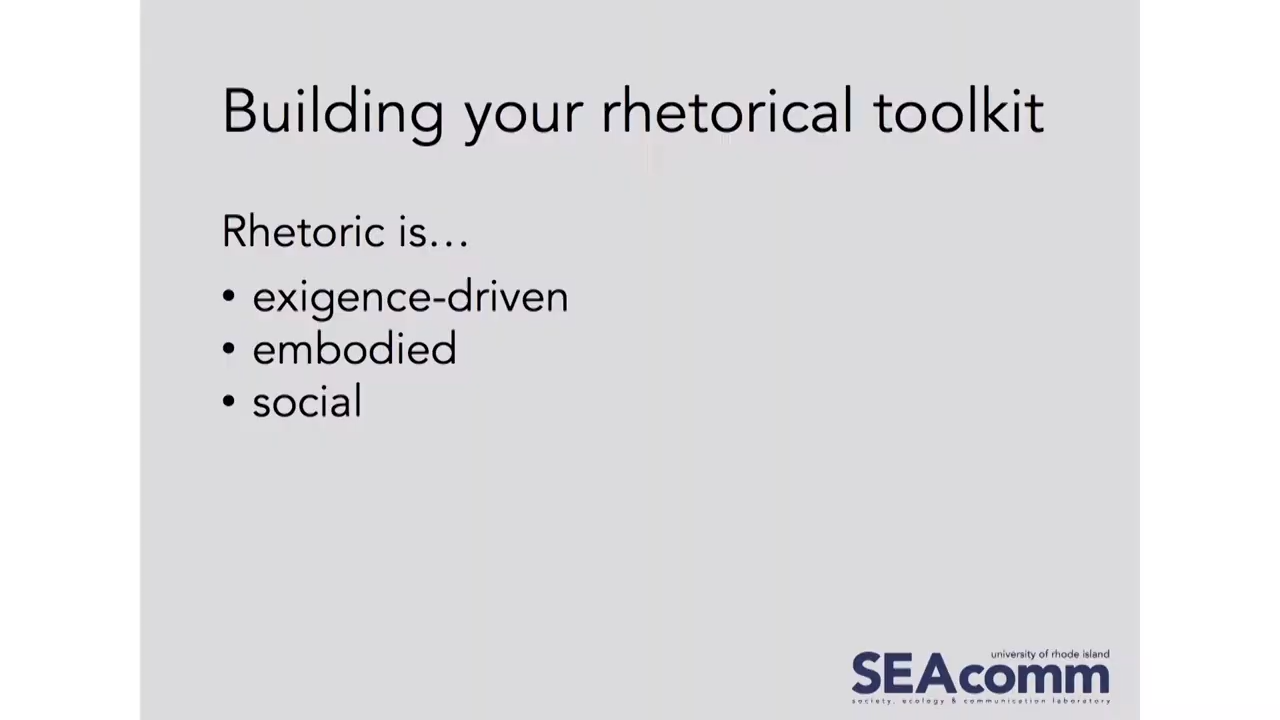 Building your rhetorical toolkit
Rhetoric is…
• exigence-driven
• embodied
• social
university of rhode island
SEAcomm
society, ecology & communication laboratory